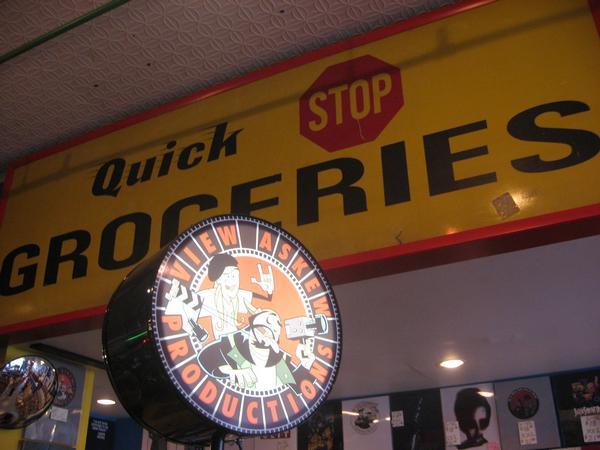 Quick STOP
GROCERIES
VIEW ASKEW
PRODUCTIONS